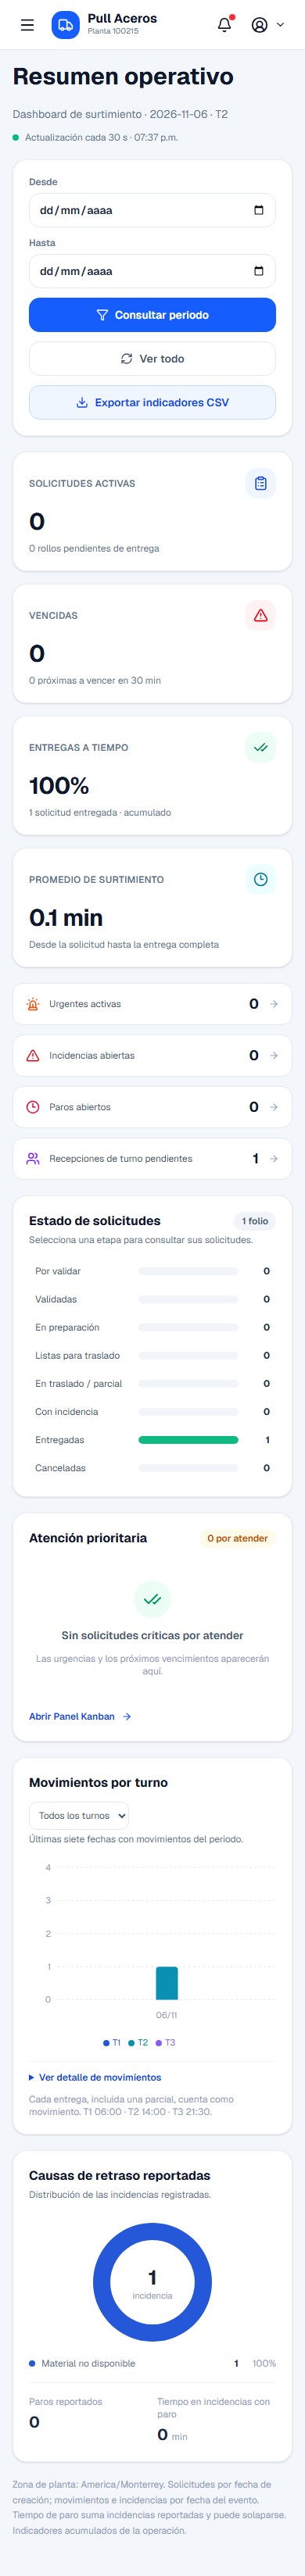 Pull Aceros
Planta 100215
Resumen operativo
Dashboard de surtimiento · 2026-11-06 · T2
Actualización cada 30 s · 07:37 p.m.
Desde
dd/mm/aaaa
Hasta
dd/mm/aaaa
Consultar periodo
Ver todo
Exportar indicadores CSV
SOLICITUDES ACTIVAS
0
0 rollos pendientes de entrega
VENCIDAS
0
0 próximas a vencer en 30 min
ENTREGAS A TIEMPO
100%
1 solicitud entregada · acumulado
PROMEDIO DE SURTIMIENTO
0.1 min
Desde la solicitud hasta la entrega completa
Urgentes activas 0
Incidencias abiertas 0
Paros abiertos 0
Recepciones de turno pendientes 1
Estado de solicitudes 1 folio
Selecciona una etapa para consultar sus solicitudes.
Por validar 0
Validadas 0
En preparación 0
Listas para traslado 0
En traslado / parcial 0
Con incidencia 0
Entregadas 1
Canceladas 0
Atención prioritaria 0 por atender
Sin solicitudes críticas por atender
Las urgencias y los próximos vencimientos aparecerán
aquí.
Abrir Panel Kanban
Movimientos por turno
Todos los turnos
Últimas siete fechas con movimientos del periodo.
4
3
2
1
0
06/11
T1 T2 T3
Ver detalle de movimientos
Cada entrega, incluida una parcial, cuenta como
movimiento. T1 06:00 · T2 14:00 · T3 21:30.
Causas de retraso reportadas
Distribución de las incidencias registradas.
1
incidencia
Material no disponible 1 100%
Paros reportados
0
Tiempo en incidencias con
paro
0 min
Zona de planta: America/Monterrey. Solicitudes por fecha de
creación; movimientos e incidencias por fecha del evento.
Tiempo de paro suma incidencias reportadas y puede solaparse.
Indicadores acumulados de la operación.